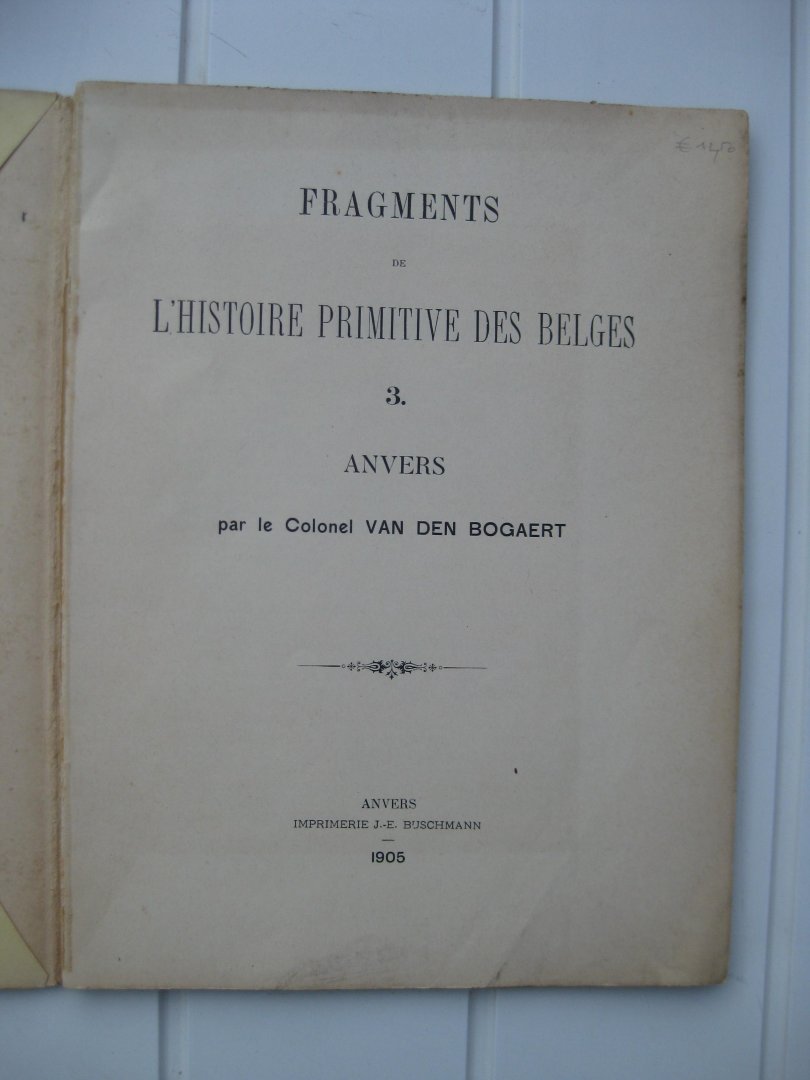 FRAGMENTS
DE
L'HISTOIRE PRIMITIVE DES BELGES
3.
ANVERS
par le Colonel VAN DEN BOGAERT
ANVERS
IMPRIMERIE J.-E. BUSCHMANN
1905